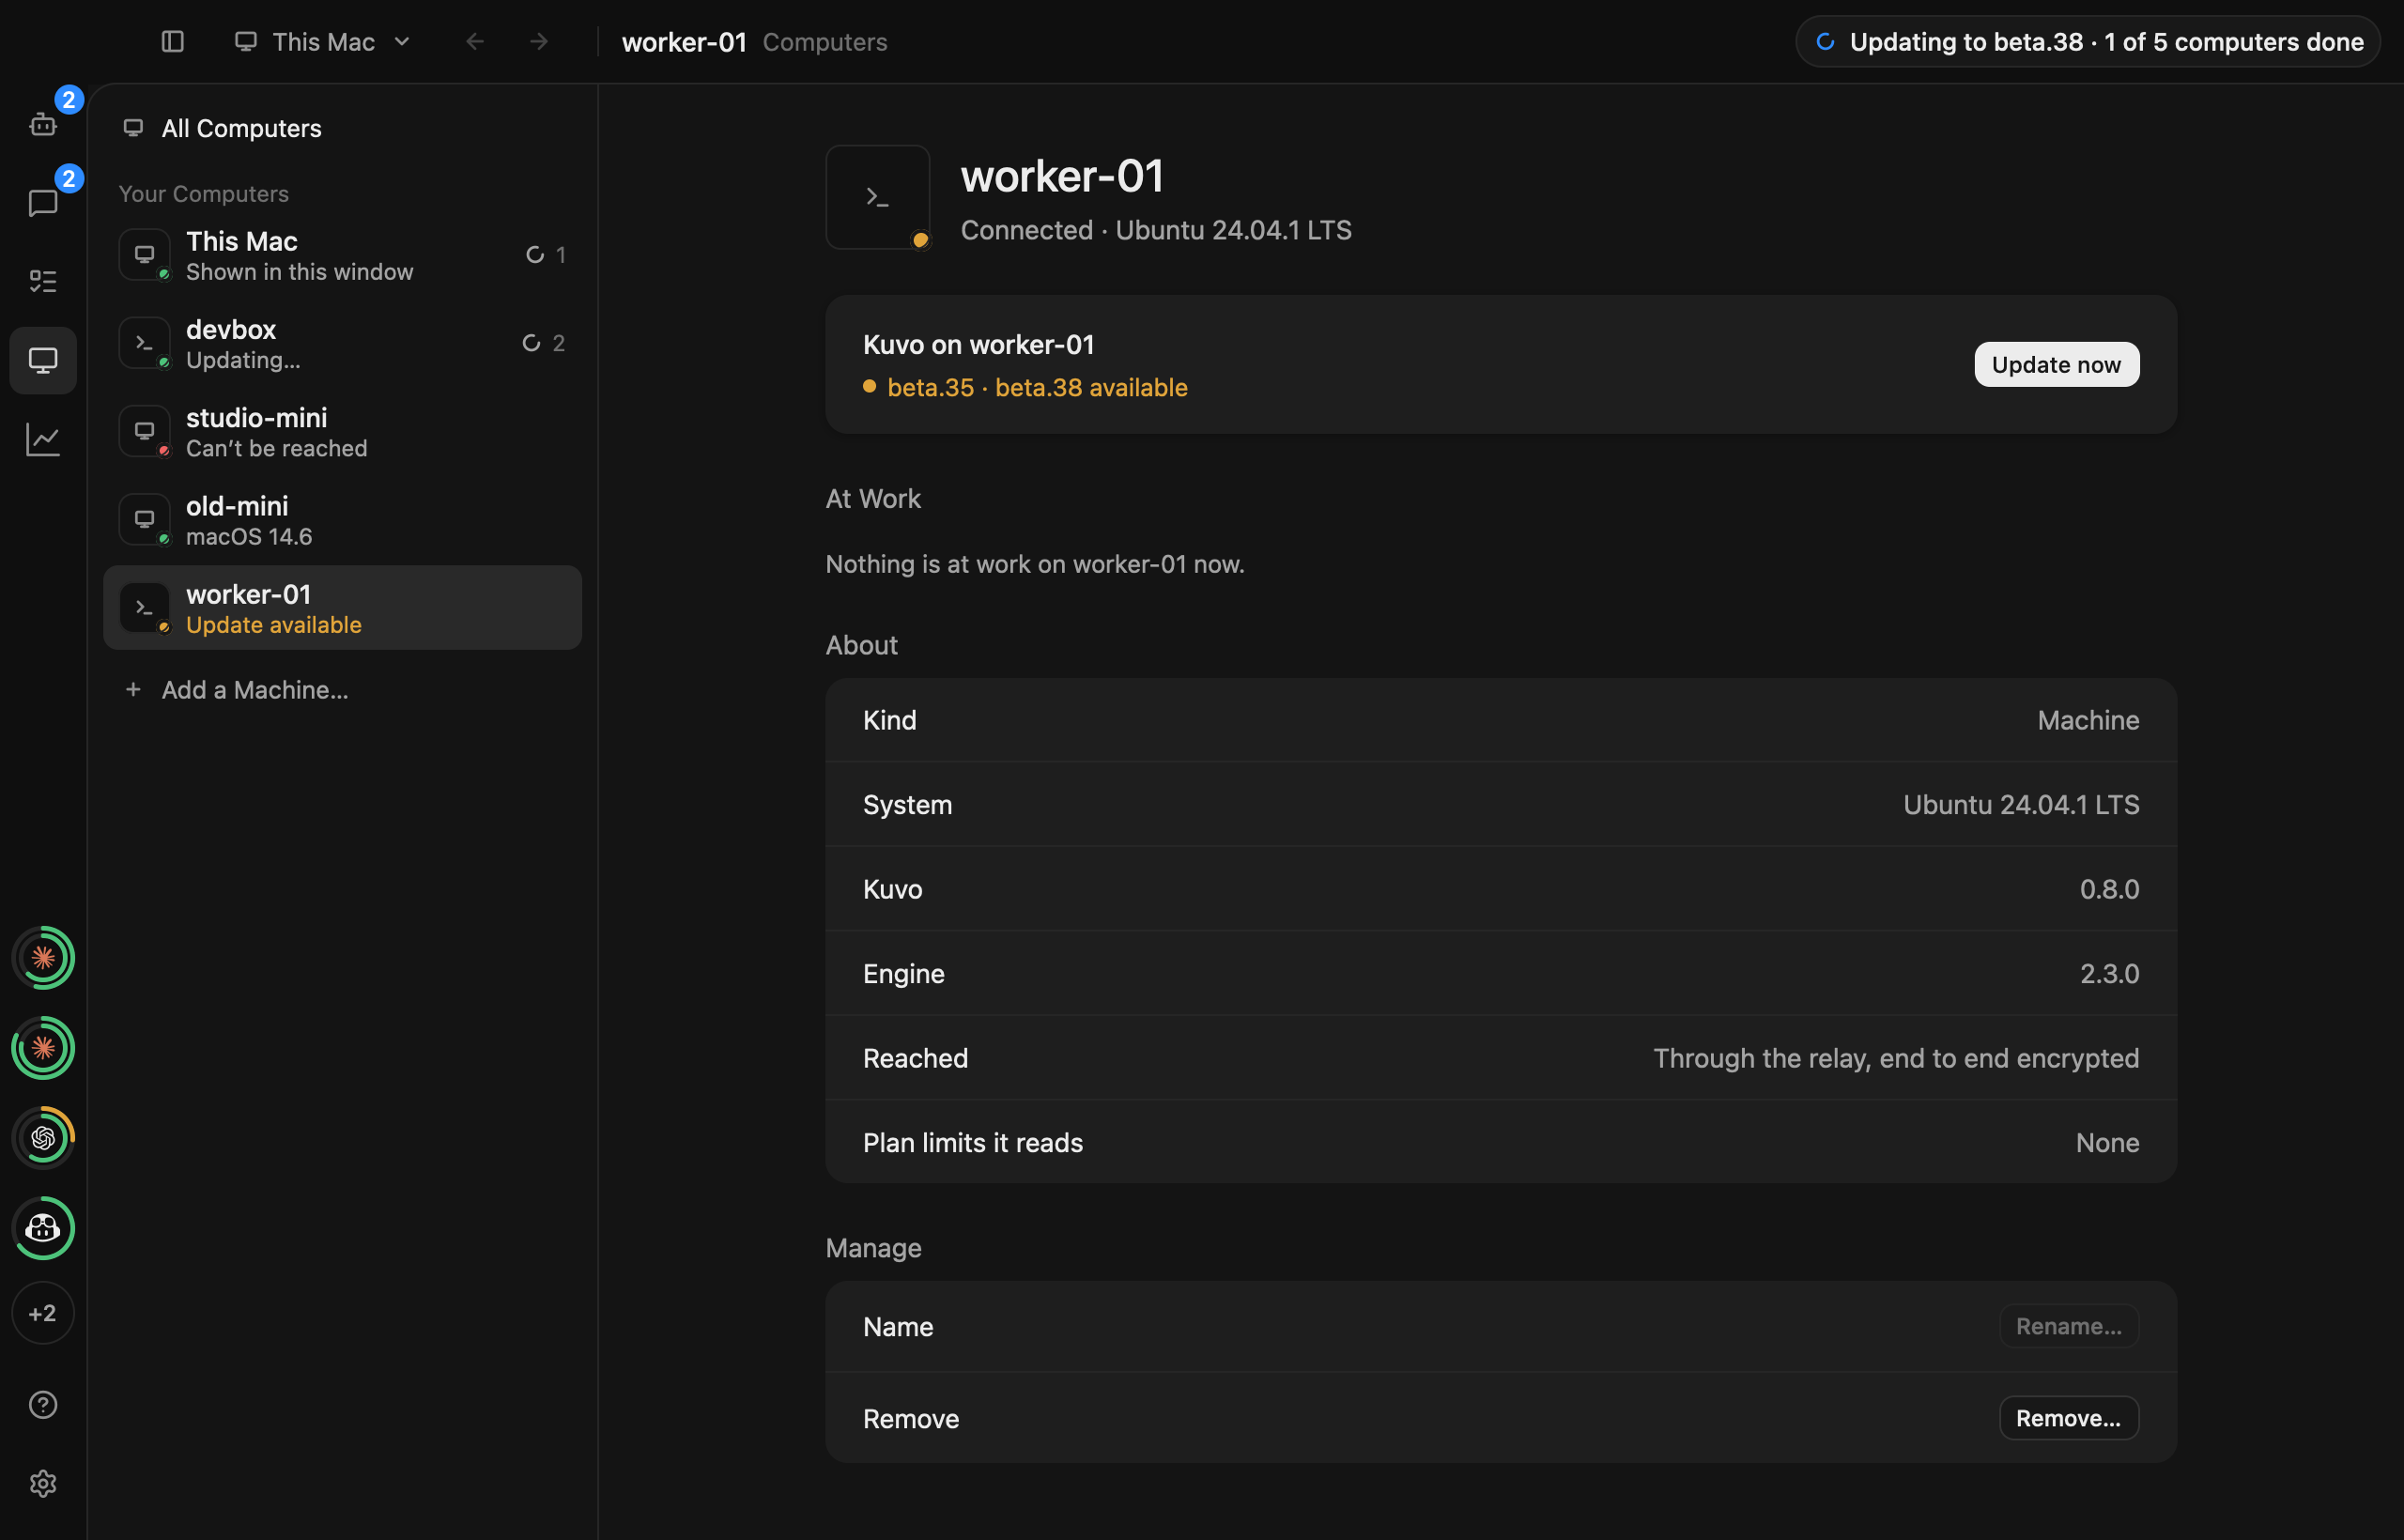 This Mac
worker-01 Computers
Updating to beta.38 · 1 of 5 computers done
2
2
All Computers
Your Computers
This Mac
Shown in this window
1
devbox
Updating…
2
studio-mini
Can’t be reached
old-mini
macOS 14.6
worker-01
Update available
+ Add a Machine…
+2
worker-01
Connected · Ubuntu 24.04.1 LTS
Kuvo on worker-01
beta.35 · beta.38 available
Update now
At Work
Nothing is at work on worker-01 now.
About
Kind Machine
System Ubuntu 24.04.1 LTS
Kuvo 0.8.0
Engine 2.3.0
Reached Through the relay, end to end encrypted
Plan limits it reads None
Manage
Name Rename…
Remove Remove…